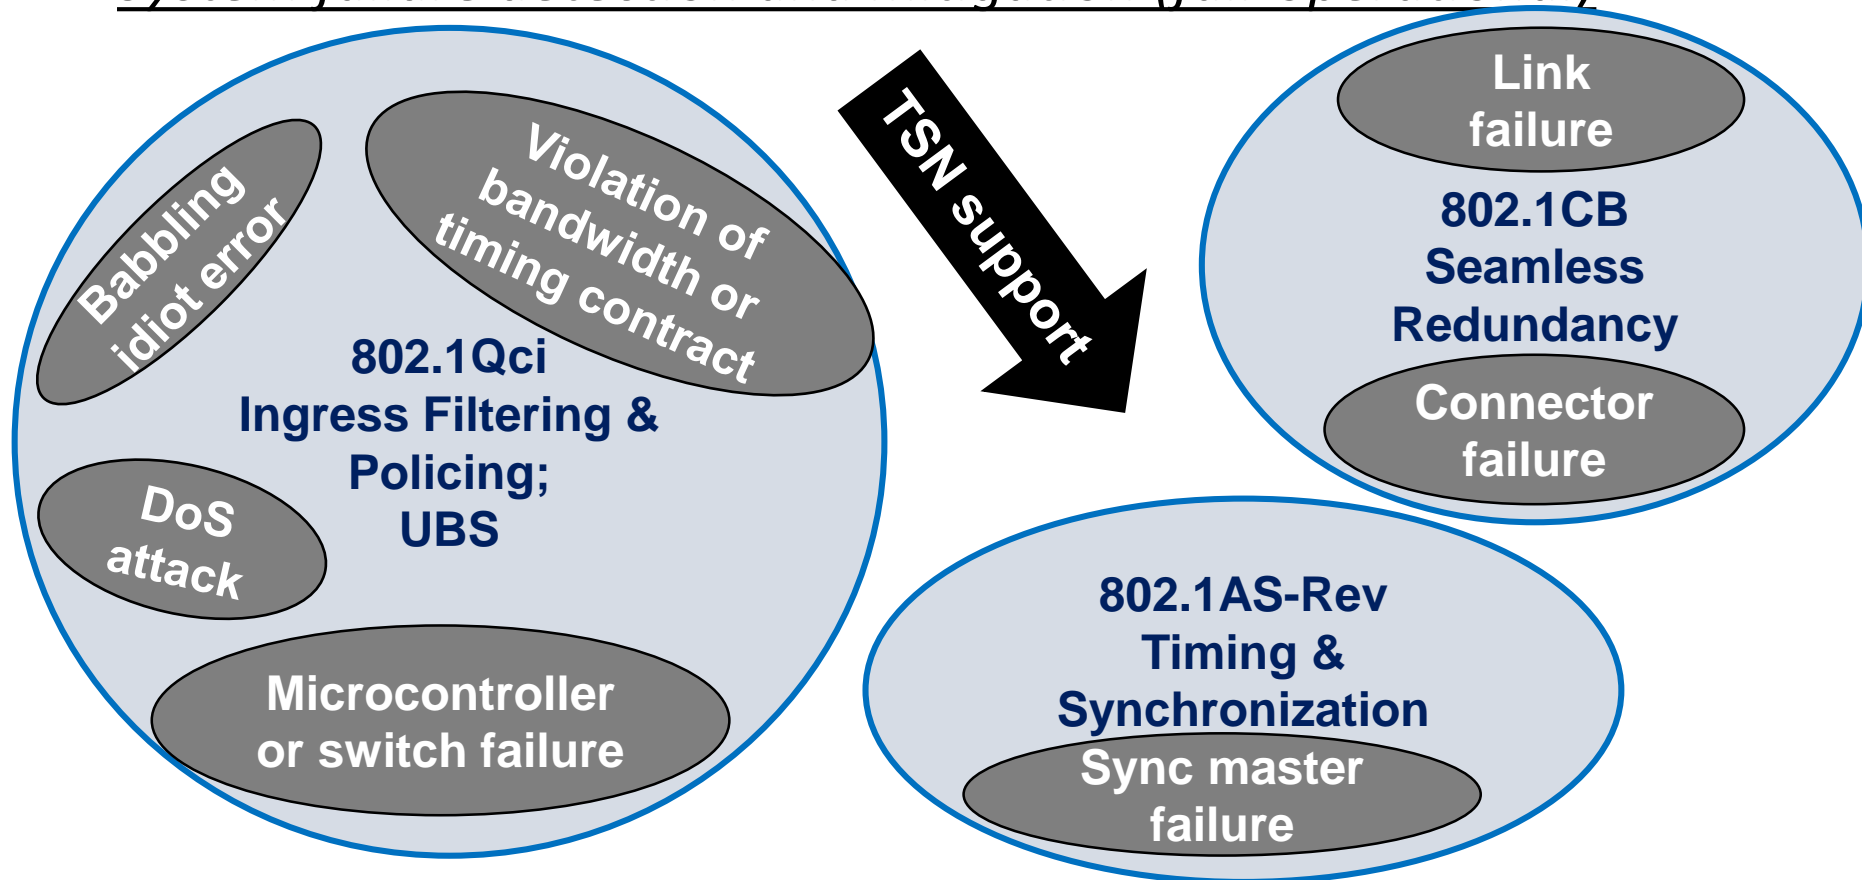 Babbling
idiot error
Violation of
bandwidth or
timing contract
802.1Qci
Ingress Filtering &
Policing;
UBS
DoS
attack
Microcontroller
or switch failure
TSN support
Link
failure
802.1CB
Seamless
Redundancy
Connector
failure
802.1AS-Rev
Timing &
Synchronization
Sync master
failure